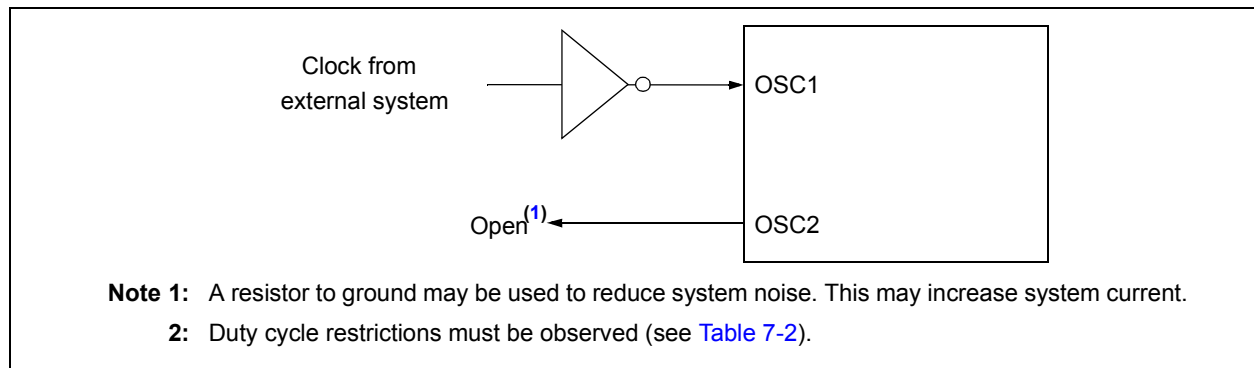 Clock from
external system
OSC1
Open(1)
OSC2
Note 1: A resistor to ground may be used to reduce system noise. This may increase system current.
2: Duty cycle restrictions must be observed (see Table 7-2).